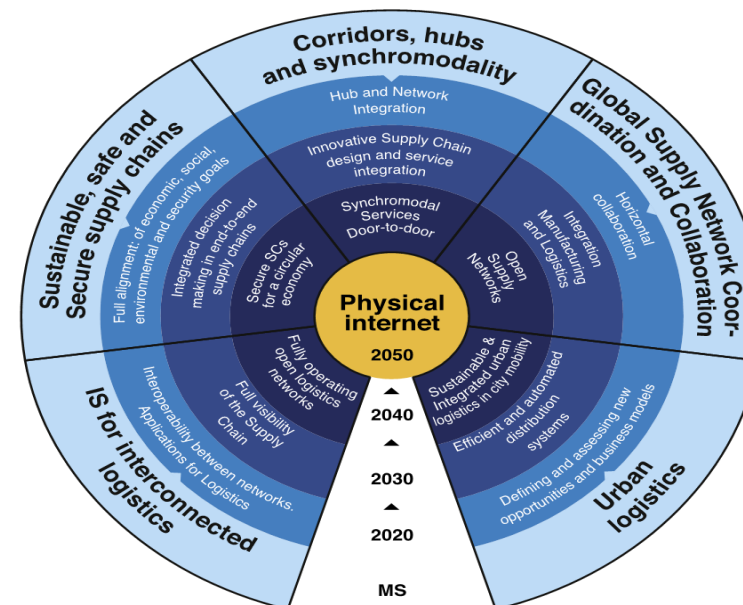 Corridors, hubs
and synchromodality
Hub and Network
Integration
Innovative Supply Chain
design and service
integration
Synchromodal
Services
Door-to-door
Global Supply Network Coor-
dination and Collaboration
Horizontal
collaboration
Integration
Manufacturing
and Logistics
Open
Supply
Networks
Urban
logistics
Defining and assessing new
opportunities and business models
Efficient and automated
distribution
systems
Sustainable &
Integrated urban
logistics in city mobility
IS for interconnected
logistics
Interoperability between networks.
Applications for Logistics
Full visibility
of the Supply
Chain
Fully operating
open logistics
networks
Sustainable, safe and
Secure supply chains
Full alignment: of economic, social,
environmental and security goals
Integrated decision
making in end-to-end
supply chains
Secure SCs
for a circular
economy
Physical
internet
2050
2040
2030
2020
MS